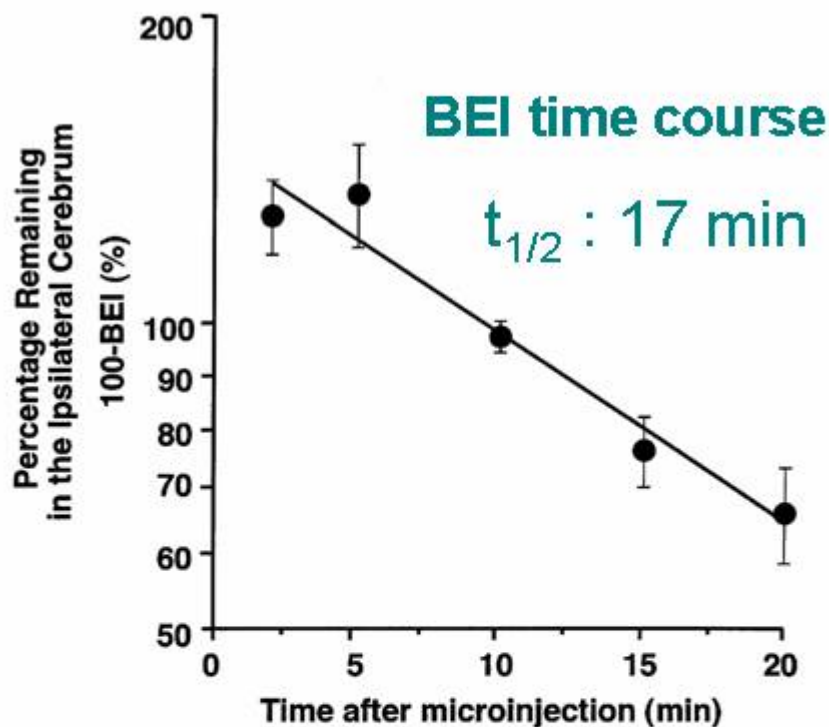 200
BEI time course
t1/2 : 17 min
Percentage Remaining
in the Ipsilateral Cerebrum
100-BEI (%)
100
90
80
70
60
50
0 5 10 15 20
Time after microinjection (min)